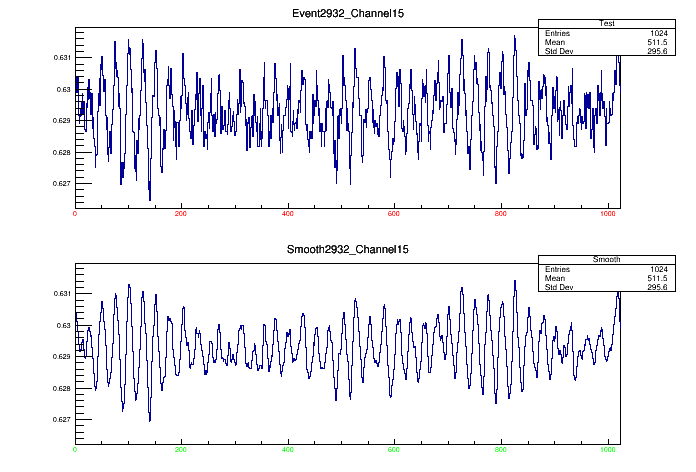 Event2932_Channel15
Test
Entries 1024
Mean 511.5
Std Dev 295.6
0.631
0.63
0.629
0.628
0.627
0 200 400 600 800 1000
Smooth2932_Channel15
Smooth
Entries 1024
Mean 511.5
Std Dev 295.6
0.631
0.63
0.629
0.628
0.627
0 200 400 600 800 1000